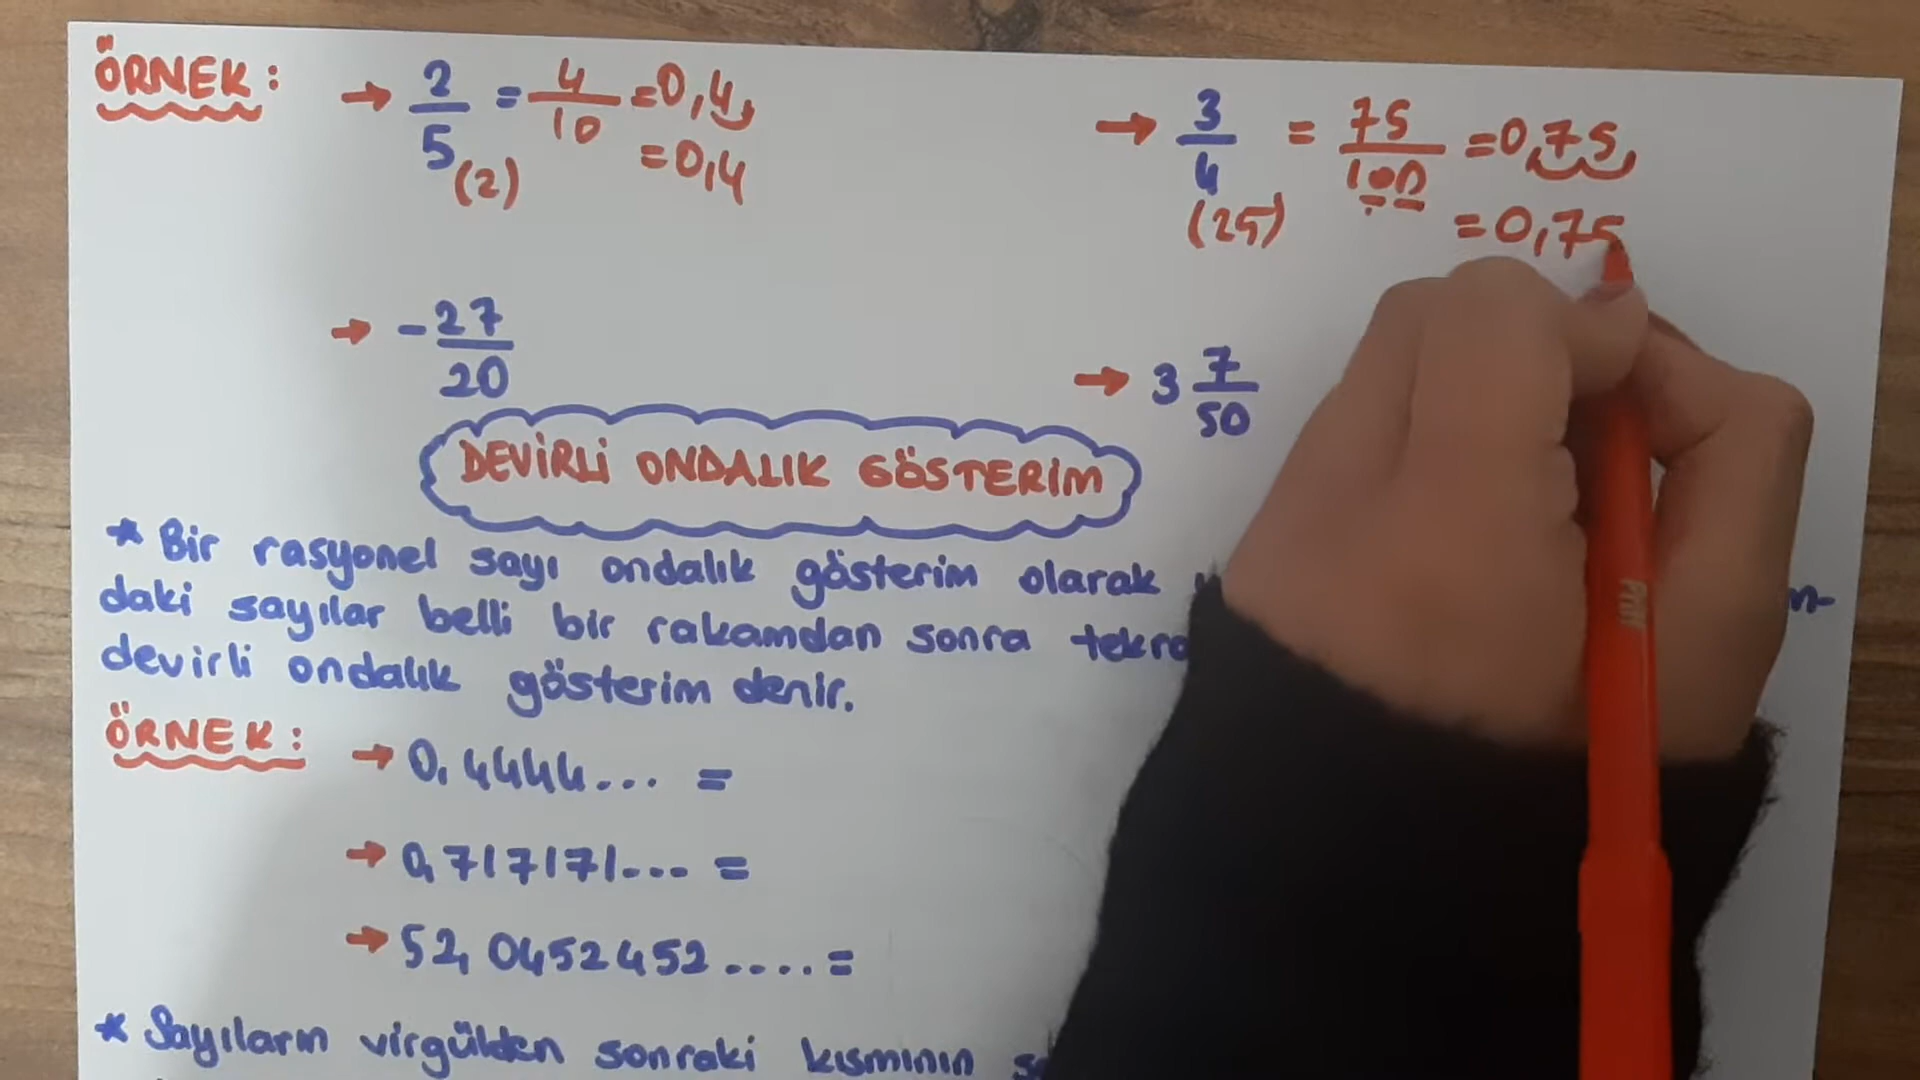 ÖRNEK: → 2/5 (2) = 4/10 = 0,4
= 0,4
→ 3/4 (25) = 75/100 = 0,75
= 0,75
→ -27/20
→ 3 7/50
DEVİRLİ ONDALIK GÖSTERİM
* Bir rasyonel sayı ondalık gösterim olarak
daki sayılar belli bir rakamdan sonra
devirli ondalık gösterim denir.
ÖRNEK: → 0,4444... =
→ 0,717171... =
→ 52,0452452.... =
* Sayıların virgülden sonraki kısmının